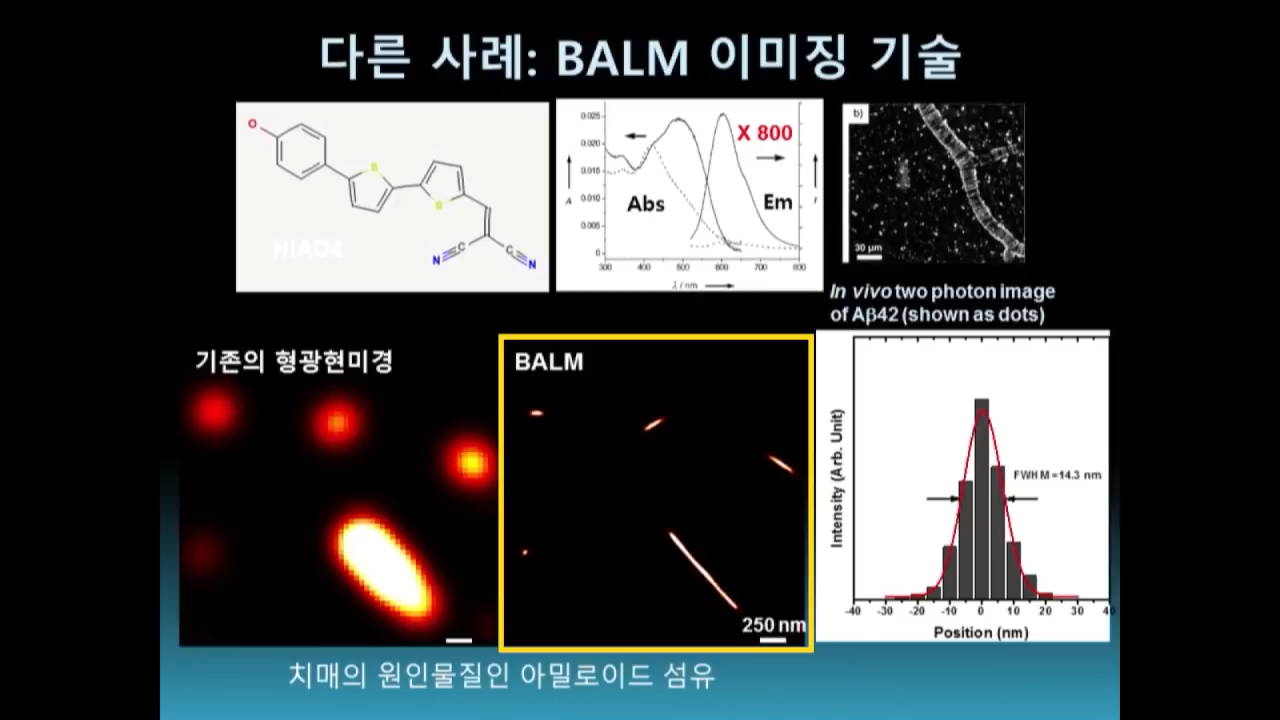 다른 사례: BALM 이미징 기술
O
S
S
N
C
C
N
NIAD4
0.025
0.020
0.015
0.010
0.005
0
A
X 800
Abs
Em
I
300 400 500 600 700 800
λ / nm
b)
30 μm
In vivo two photon image
of Aβ42 (shown as dots)
기존의 형광현미경
BALM
250 nm
Intensity (Arb. Unit)
FWHM=14.3 nm
-40 -30 -20 -10 0 10 20 30 40
Position (nm)
치매의 원인물질인 아밀로이드 섬유